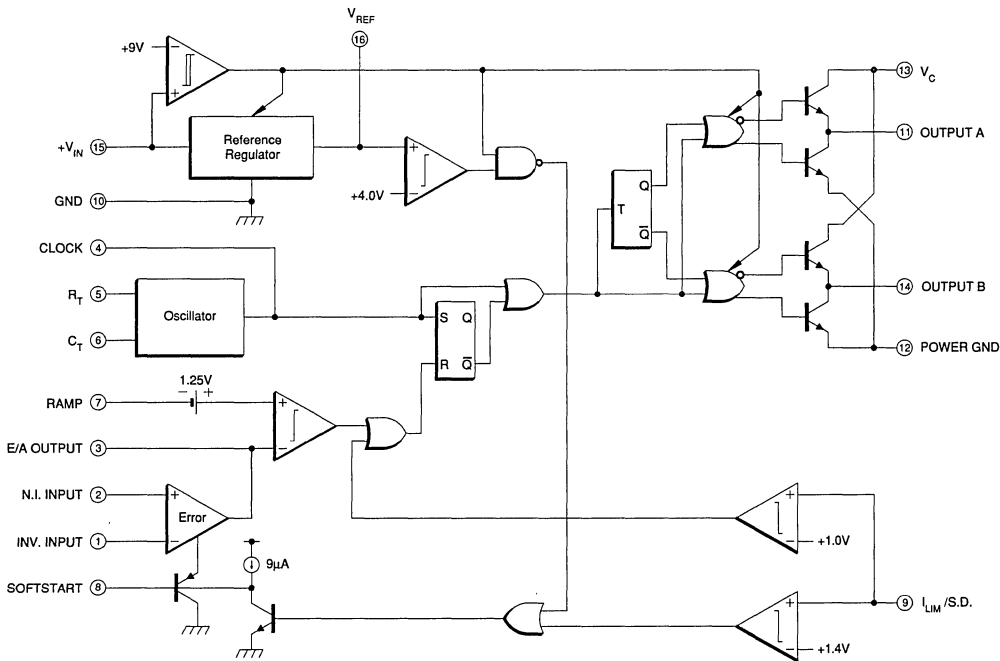 V_REF
16
+9V
−
+
13 V_C
+V_IN 15
Reference
Regulator
+
−
+4.0V
11 OUTPUT A
GND 10
Q
T
Q̅
CLOCK 4
R_T 5
Oscillator
C_T 6
S Q
R Q̅
14 OUTPUT B
12 POWER GND
1.25V
− +
RAMP 7
+
−
E/A OUTPUT 3
N.I. INPUT 2
+
Error
−
INV. INPUT 1
9μA
SOFTSTART 8
+
−
+1.0V
9 I_LIM/S.D.
+
−
+1.4V